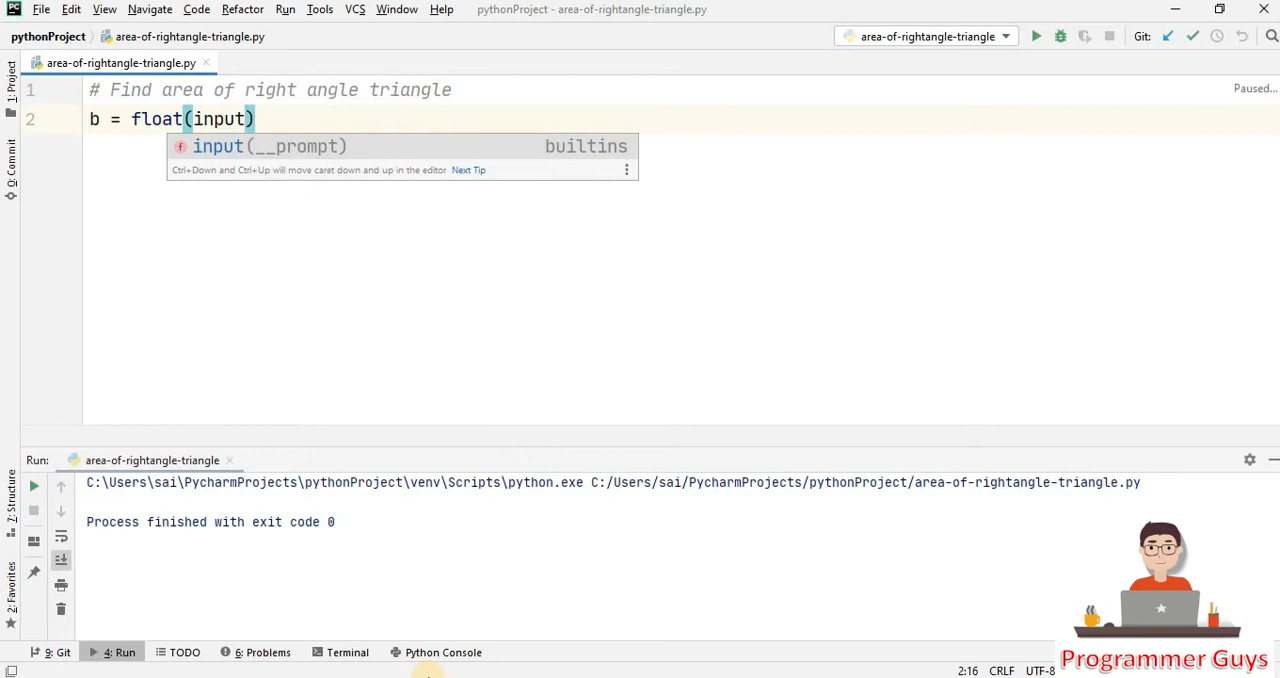 PC File Edit View Navigate Code Refactor Run Tools VCS Window Help pythonProject - area-of-rightangle-triangle.py
pythonProject area-of-rightangle-triangle.py area-of-rightangle-triangle Git:
area-of-rightangle-triangle.py
1 # Find area of right angle triangle Paused...
2 b = float(input)
f input(__prompt) builtins
Ctrl+Down and Ctrl+Up will move caret down and up in the editor Next Tip
1: Project
0: Commit
7: Structure
2: Favorites
Run: area-of-rightangle-triangle
C:\Users\sai\PycharmProjects\pythonProject\venv\Scripts\python.exe C:/Users/sai/PycharmProjects/pythonProject/area-of-rightangle-triangle.py
Process finished with exit code 0
9: Git 4: Run TODO 6: Problems Terminal Python Console
2:16 CRLF UTF-8
Programmer Guys